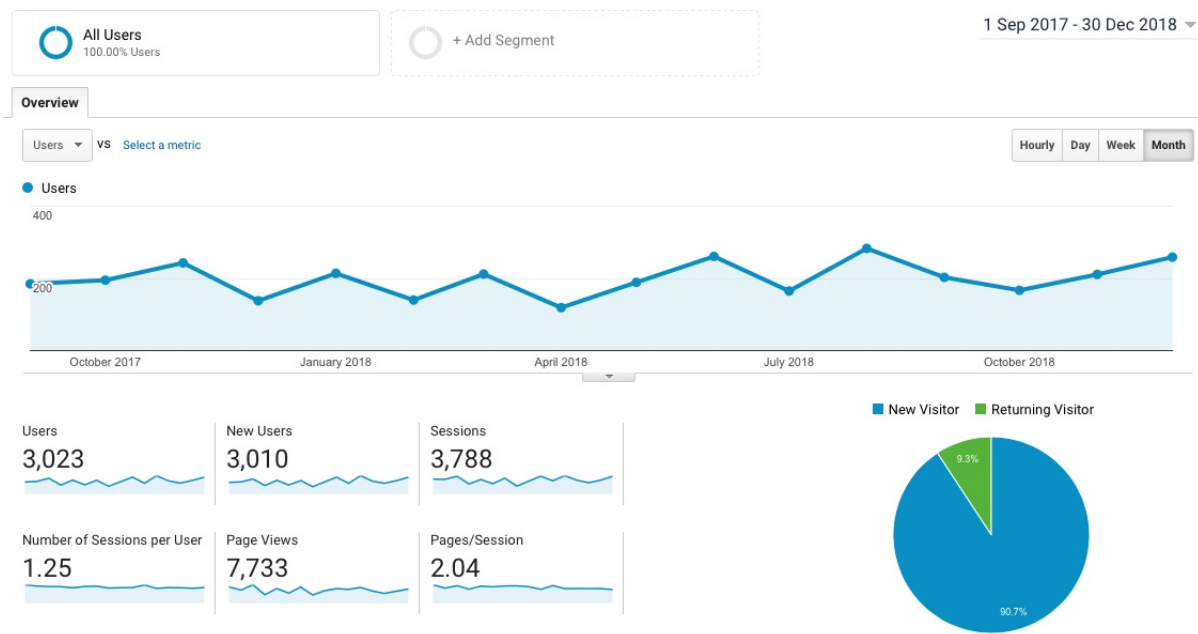 All Users
100.00% Users
+ Add Segment
1 Sep 2017 - 30 Dec 2018
Overview
Users
VS
Select a metric
Hourly
Day
Week
Month
Users
400
200
October 2017
January 2018
April 2018
July 2018
October 2018
New Visitor
Returning Visitor
Users
3,023
New Users
3,010
Sessions
3,788
Number of Sessions per User
1.25
Page Views
7,733
Pages/Session
2.04
9.3%
90.7%